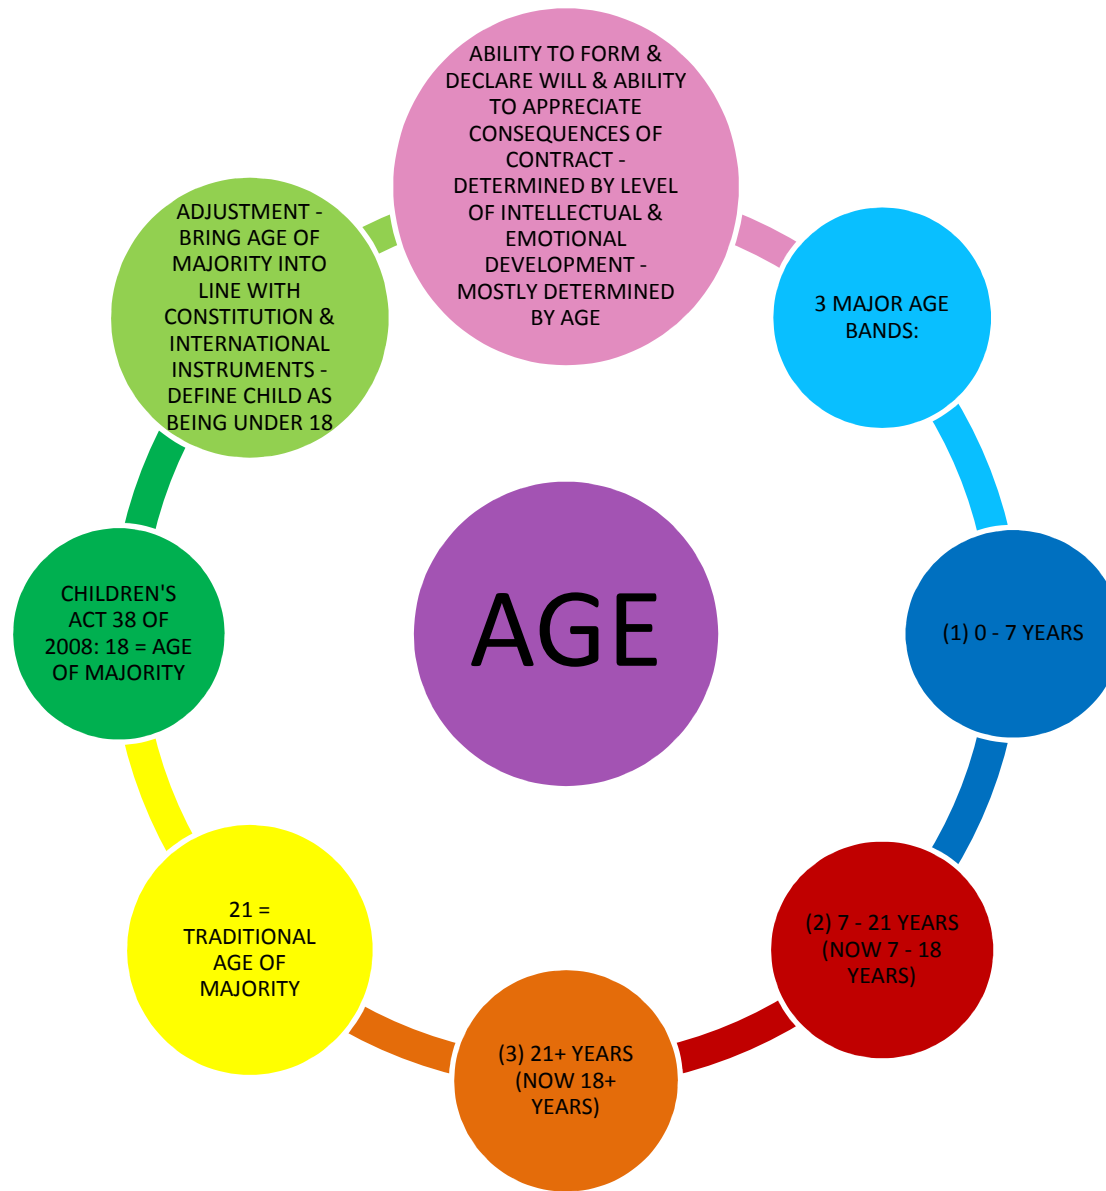 ABILITY TO FORM &
DECLARE WILL & ABILITY
TO APPRECIATE
CONSEQUENCES OF
CONTRACT -
DETERMINED BY LEVEL
OF INTELLECTUAL &
EMOTIONAL
DEVELOPMENT -
MOSTLY DETERMINED
BY AGE
3 MAJOR AGE
BANDS:
(1) 0 - 7 YEARS
(2) 7 - 21 YEARS
(NOW 7 - 18
YEARS)
(3) 21+ YEARS
(NOW 18+
YEARS)
21 =
TRADITIONAL
AGE OF
MAJORITY
CHILDREN'S
ACT 38 OF
2008: 18 = AGE
OF MAJORITY
ADJUSTMENT -
BRING AGE OF
MAJORITY INTO
LINE WITH
CONSTITUTION &
INTERNATIONAL
INSTRUMENTS -
DEFINE CHILD AS
BEING UNDER 18
AGE